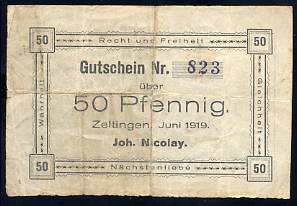 50 Recht und Freiheit 50
Gutschein Nr. 823
über
50 Pfennig.
Zeltingen, Juni 1919.
Joh. Nicolay.
Wahrheit
Gleichheit
50 Nächstenliebe 50